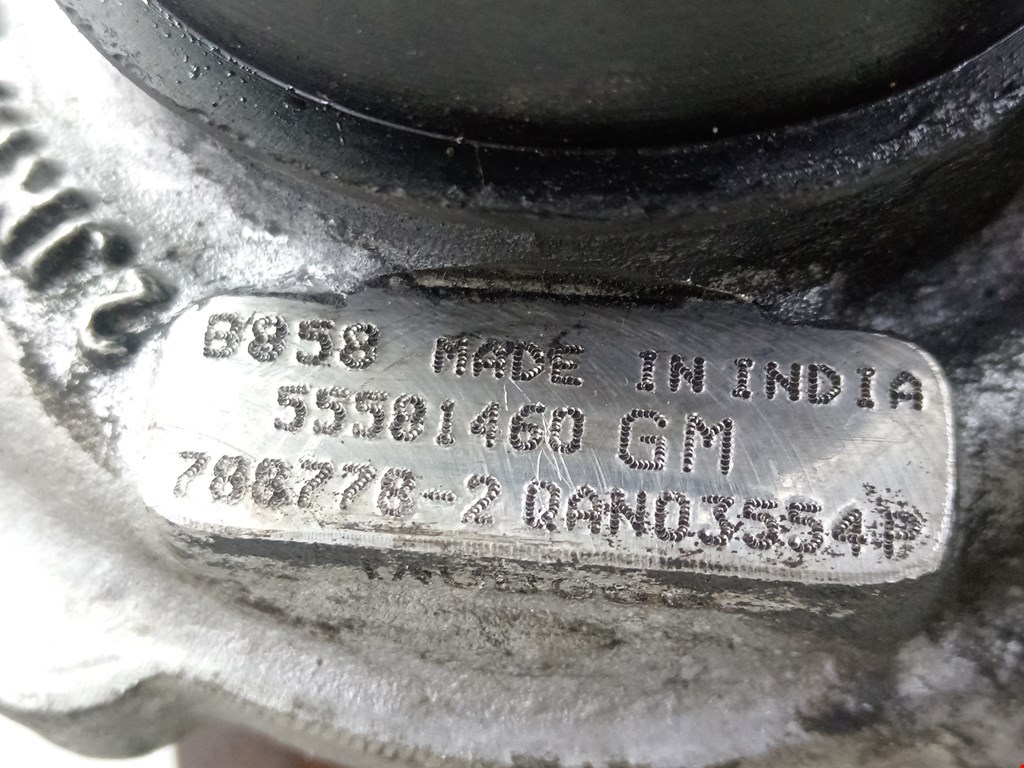 B858 MADE IN INDIA
55581460 GM
788778-2 QAN03554P